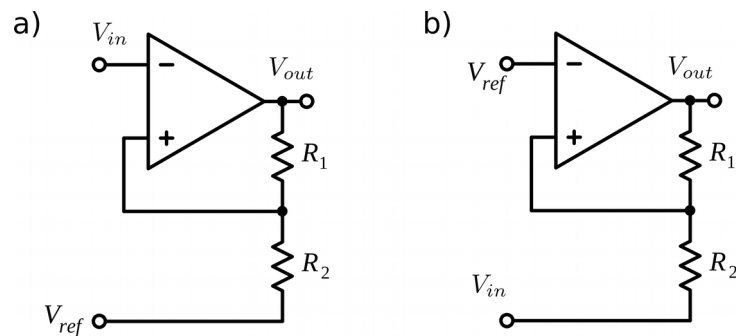 a)
V_in
−
V_out
+
R_1
R_2
V_ref
b)
V_ref
−
V_out
+
R_1
R_2
V_in